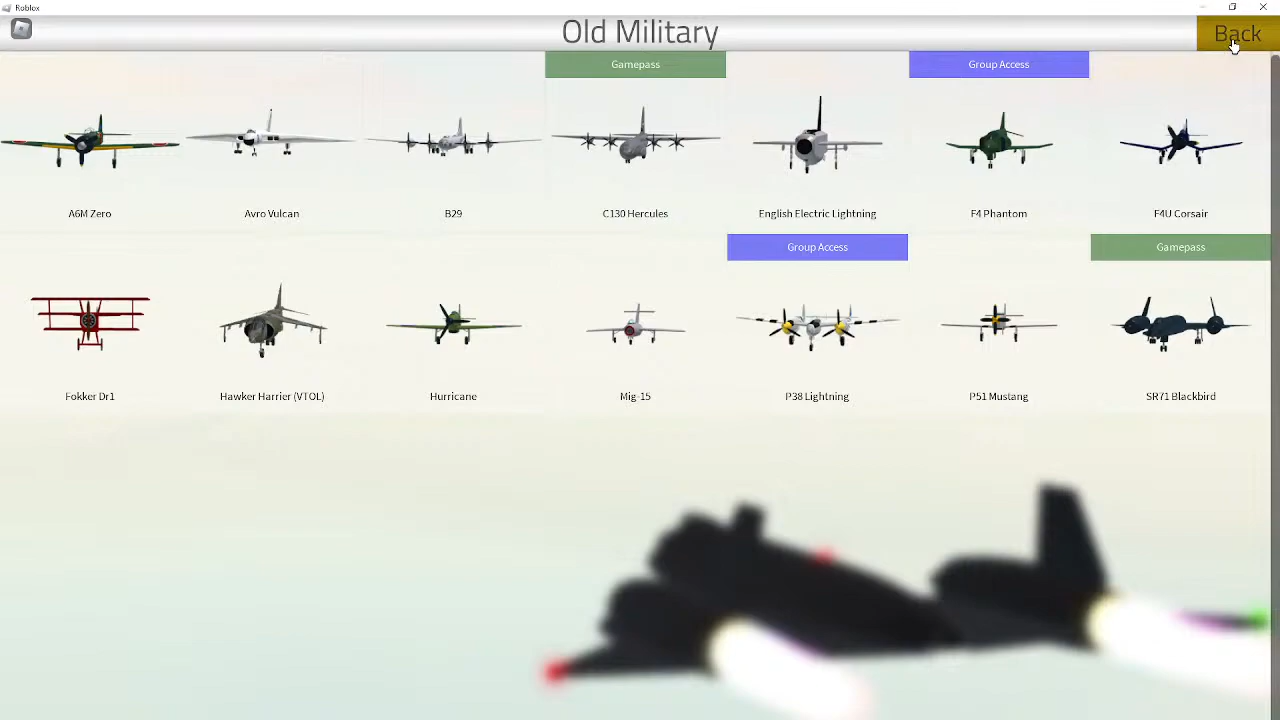 Roblox
Old Military
Back
Gamepass
Group Access
A6M Zero
Avro Vulcan
B29
C130 Hercules
English Electric Lightning
F4 Phantom
F4U Corsair
Group Access
Gamepass
Fokker Dr1
Hawker Harrier (VTOL)
Hurricane
Mig-15
P38 Lightning
P51 Mustang
SR71 Blackbird